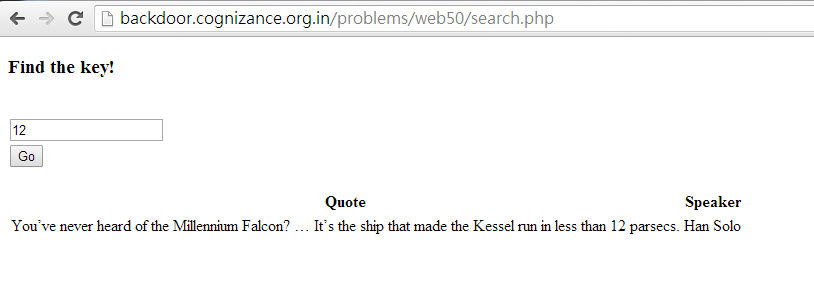 backdoor.cognizance.org.in/problems/web50/search.php
Find the key!
12
Go
Quote Speaker
You’ve never heard of the Millennium Falcon? … It’s the ship that made the Kessel run in less than 12 parsecs. Han Solo